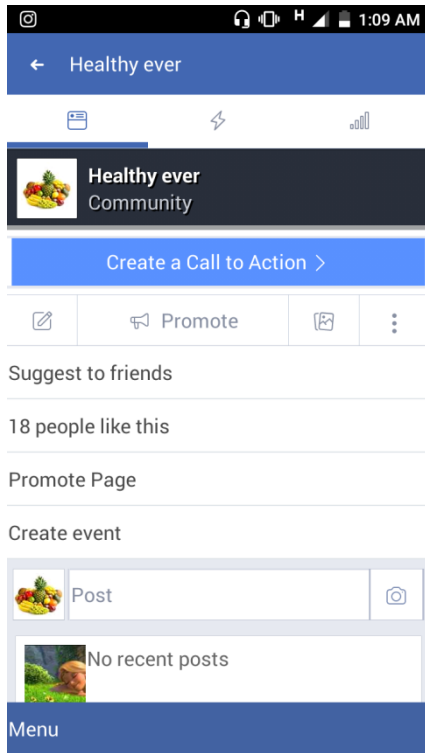 H 1:09 AM
Healthy ever
Healthy ever
Community
Create a Call to Action >
Promote
Suggest to friends
18 people like this
Promote Page
Create event
Post
No recent posts
Menu